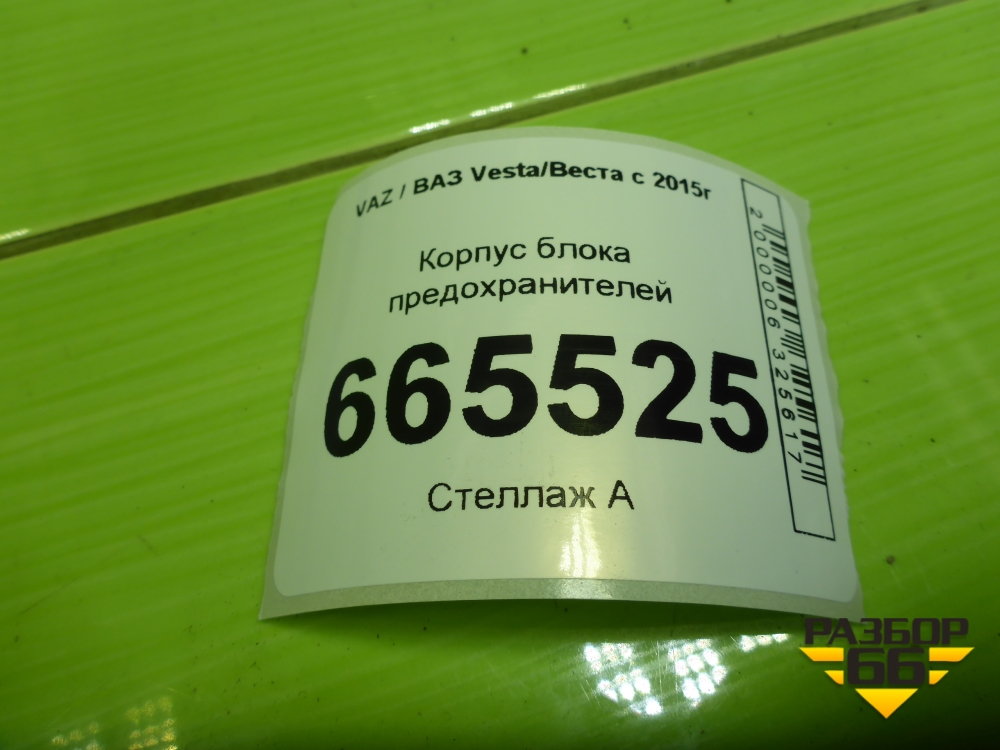 VAZ / ВАЗ Vesta/Веста с 2015г
Корпус блока
предохранителей
665525
Стеллаж А
2000006325617
РАЗБОР
66